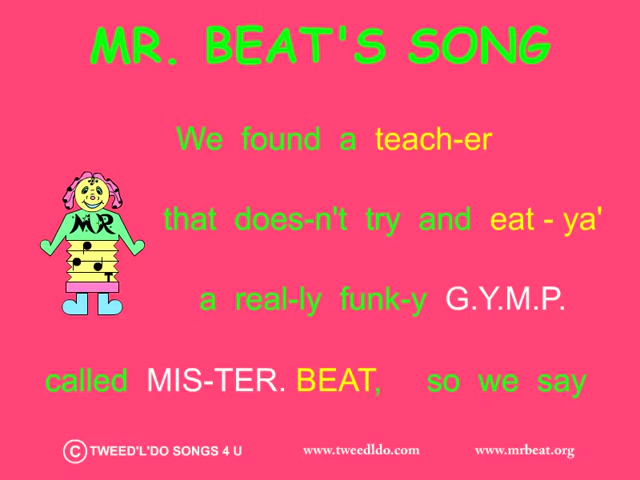 MR. BEAT'S SONG
We found a teach-er
that does-n't try and eat - ya'
MR
T
a real-ly funk-y G.Y.M.P.
called MIS-TER. BEAT, so we say
© TWEED'L'DO SONGS 4 U www.tweedldo.com www.mrbeat.org